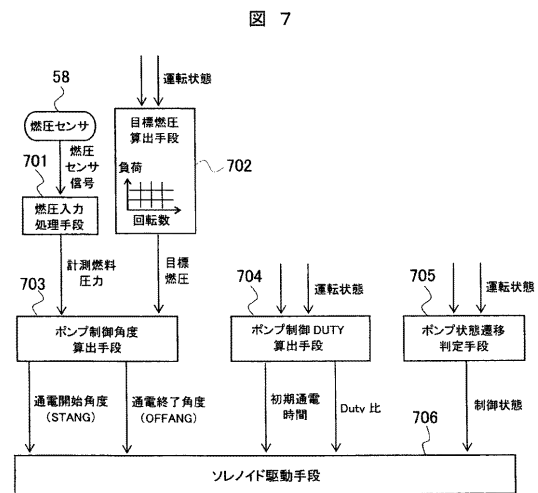 図 7
運転状態
58
燃圧センサ
目標燃圧
算出手段
702
燃圧
センサ
信号
負荷
回転数
701
燃圧入力
処理手段
計測燃料
圧力
目標
燃圧
703
ポンプ制御角度
算出手段
704
運転状態
ポンプ制御 DUTY
算出手段
705
運転状態
ポンプ状態遷移
判定手段
通電開始角度
(STANG)
通電終了角度
(OFFANG)
初期通電
時間
Duty 比
制御状態
706
ソレノイド駆動手段